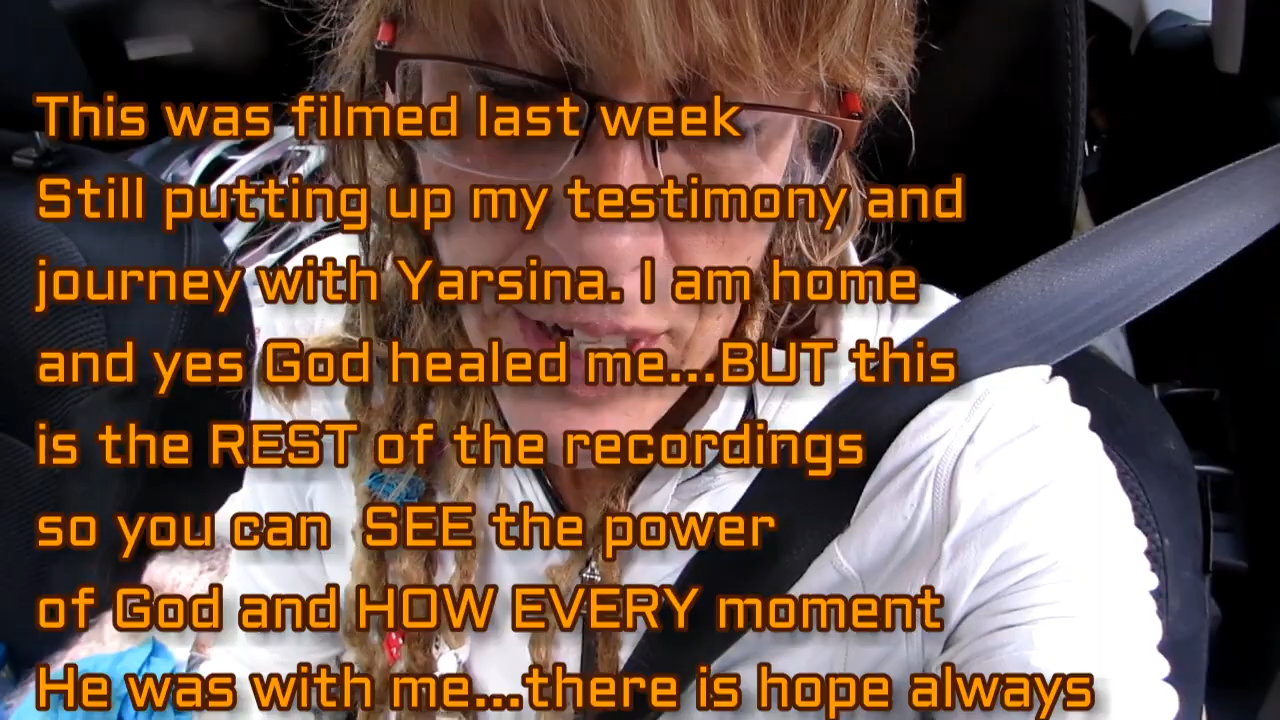 This was filmed last week
Still putting up my testimony and
journey with Yarsina. I am home
and yes God healed me...BUT this
is the REST of the recordings
so you can  SEE the power
of God and HOW EVERY moment
He was with me...there is hope always